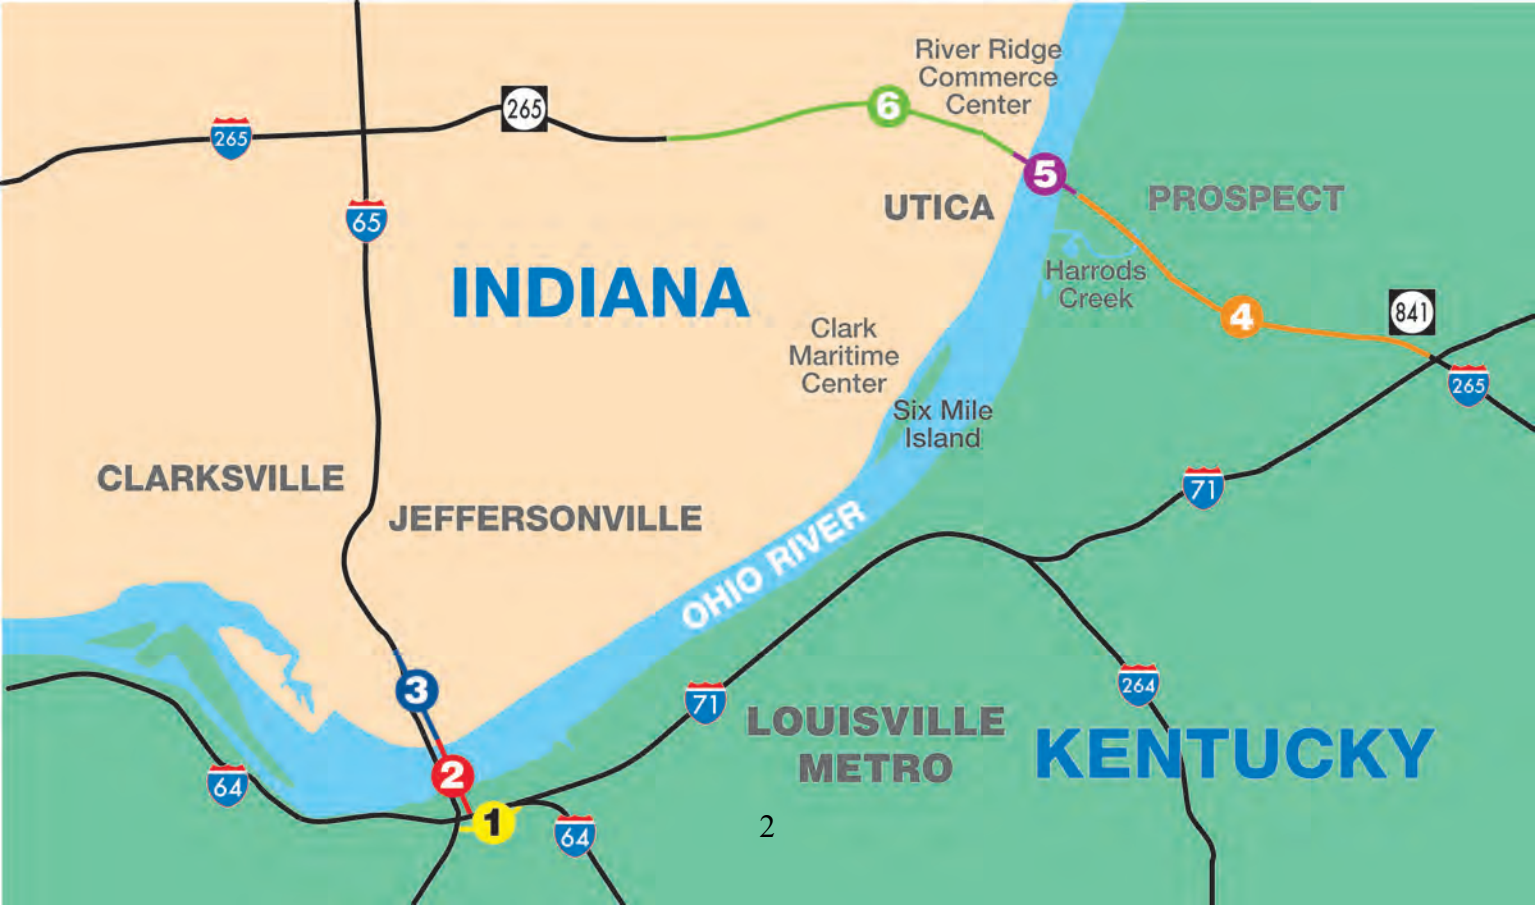 River Ridge
Commerce
Center
6
265
265
5
65
UTICA
PROSPECT
INDIANA
Harrods
Creek
841
4
Clark
Maritime
Center
265
Six Mile
Island
CLARKSVILLE
71
JEFFERSONVILLE
OHIO RIVER
3
264
71
LOUISVILLE
METRO
KENTUCKY
2
64
1
2
64